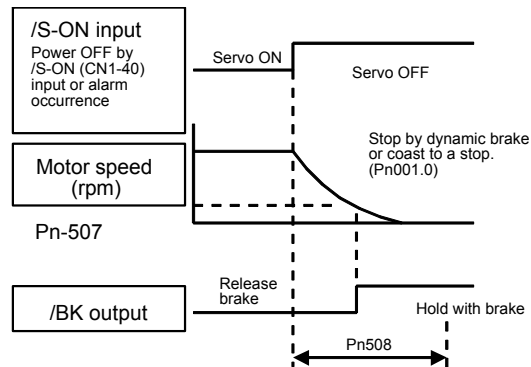 /S-ON input
Power OFF by
/S-ON (CN1-40)
input or alarm
occurrence
Servo ON
Servo OFF
Stop by dynamic brake
or coast to a stop.
(Pn001.0)
Motor speed
(rpm)
Pn-507
Release
brake
/BK output
Hold with brake
Pn508